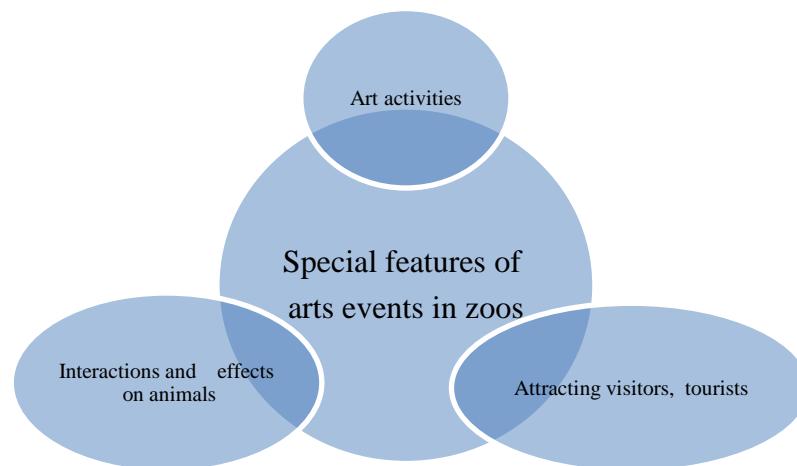 Art activities
Special features of
arts events in zoos
Interactions and effects
on animals
Attracting visitors, tourists